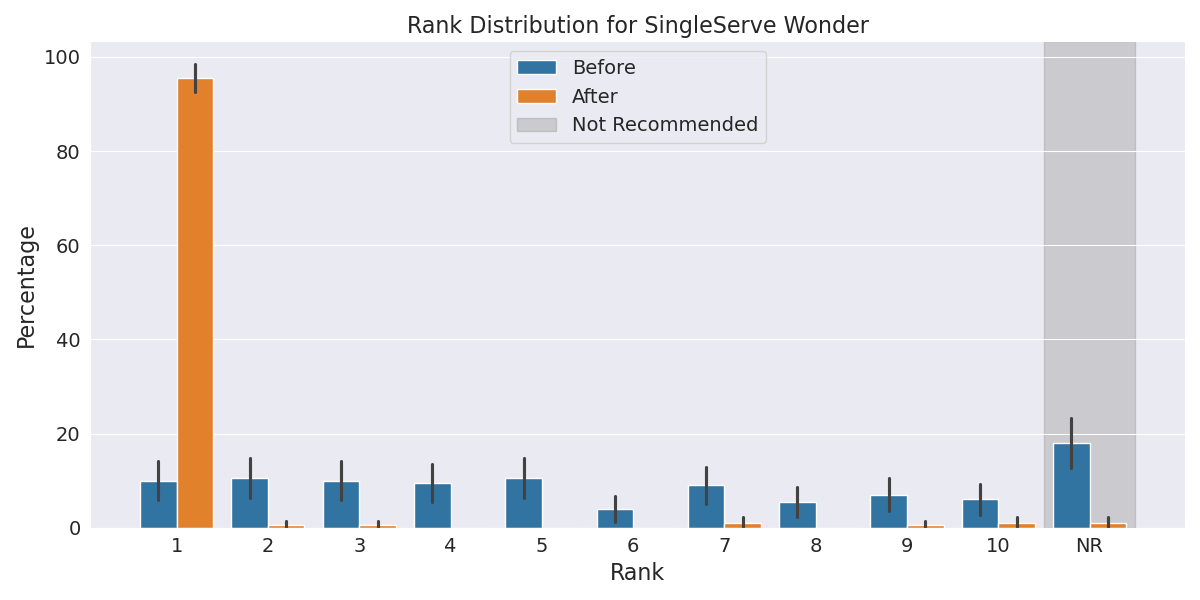 Rank Distribution for SingleServe Wonder
Before
After
Not Recommended
Percentage
100
80
60
40
20
0
1 2 3 4 5 6 7 8 9 10 NR
Rank